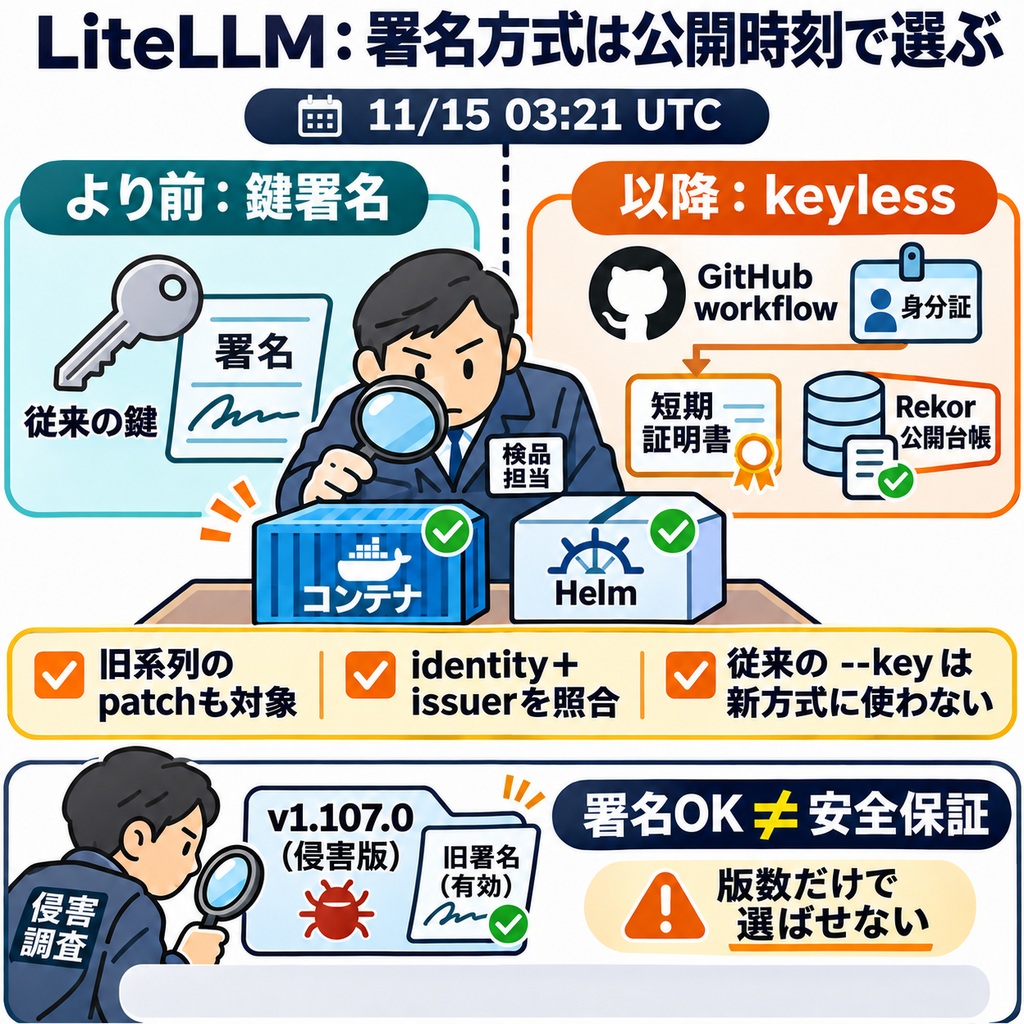 LiteLLM：署名方式は公開時刻で選ぶ
11/15 03:21 UTC
より前：鍵署名
署名
従来の鍵
以降：keyless
GitHub
workflow
身分証
短期
証明書
Rekor
公開台帳
検品
担当
コンテナ
Helm
旧系列の
patchも対象
identity＋
issuerを照合
従来の --keyは
新方式に使わない
侵害
調査
v1.107.0
（侵害版）
旧署名
（有効）
署名OK ≠ 安全保証
版数だけで
選ばせない